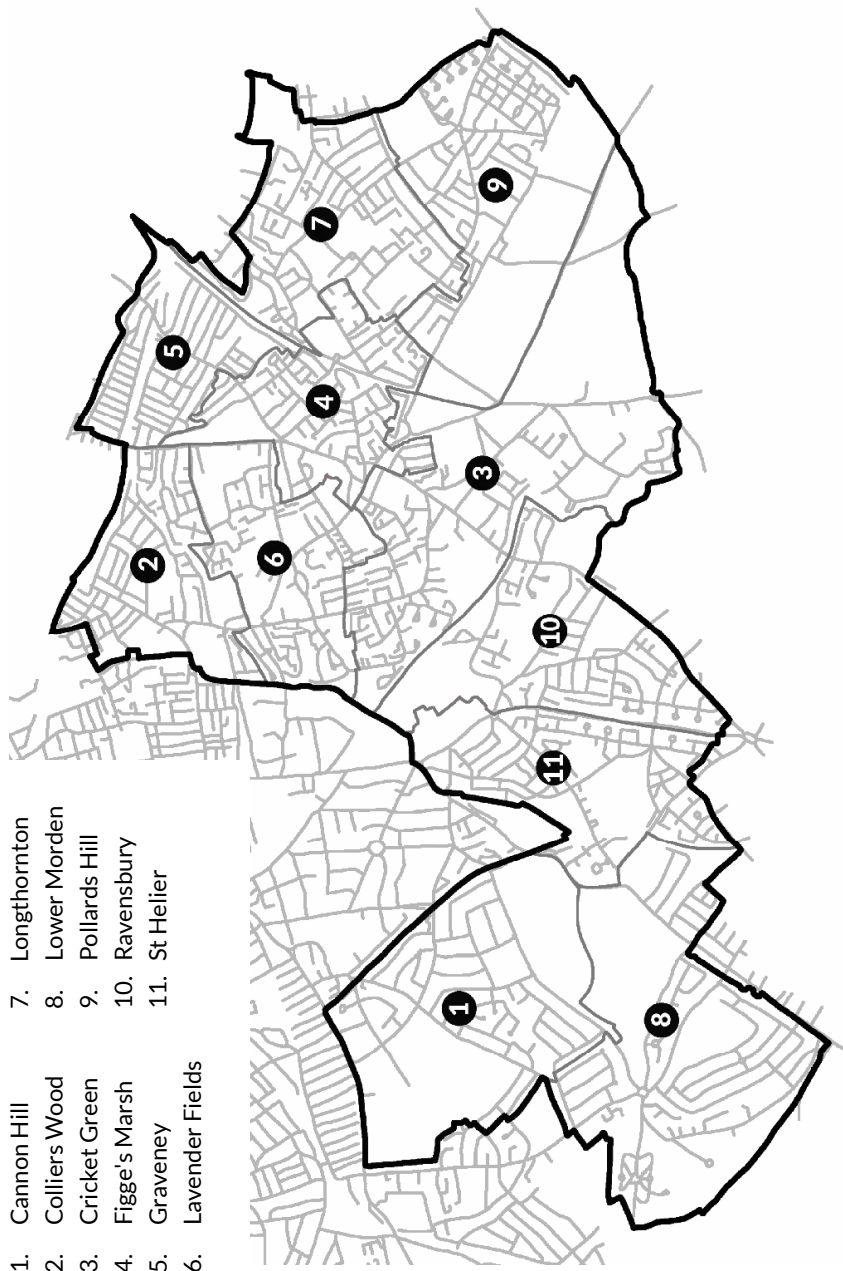 1. Cannon Hill
2. Colliers Wood
3. Cricket Green
4. Figge's Marsh
5. Graveney
6. Lavender Fields
7. Longthornton
8. Lower Morden
9. Pollards Hill
10. Ravensbury
11. St Helier
1
2
3
4
5
6
7
8
9
10
11